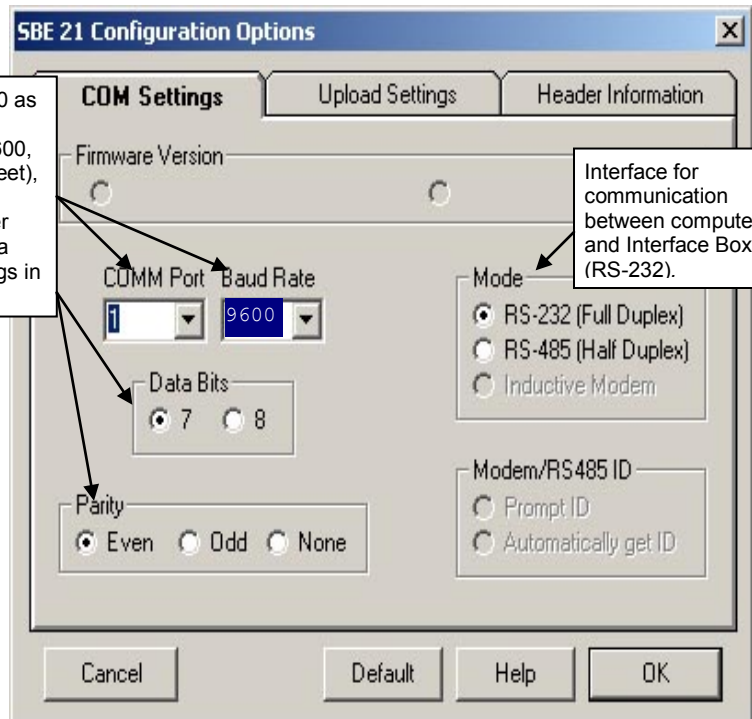 SBE 21 Configuration Options
COM Settings
Upload Settings
Header Information
0 as
600,
eet),
er
a
gs in
Firmware Version
Interface for
communication
between compute
and Interface Box
(RS-232).
COMM Port Baud Rate
1
9600
Data Bits
7 8
Parity
Even Odd None
Mode
RS-232 (Full Duplex)
RS-485 (Half Duplex)
Inductive Modem
Modem/RS485 ID
Prompt ID
Automatically get ID
Cancel
Default
Help
OK